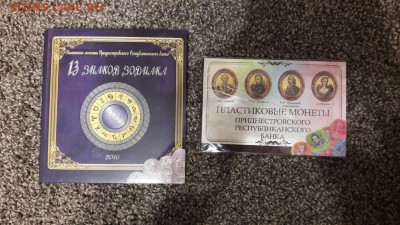 Памятные монеты Приднестровского Республиканского банка
13 ЗНАКОВ ЗОДИАКА
2016
ПЛАСТИКОВЫЕ МОНЕТЫ
ПРИДНЕСТРОВСКОГО
РЕСПУБЛИКАНСКОГО
БАНКА